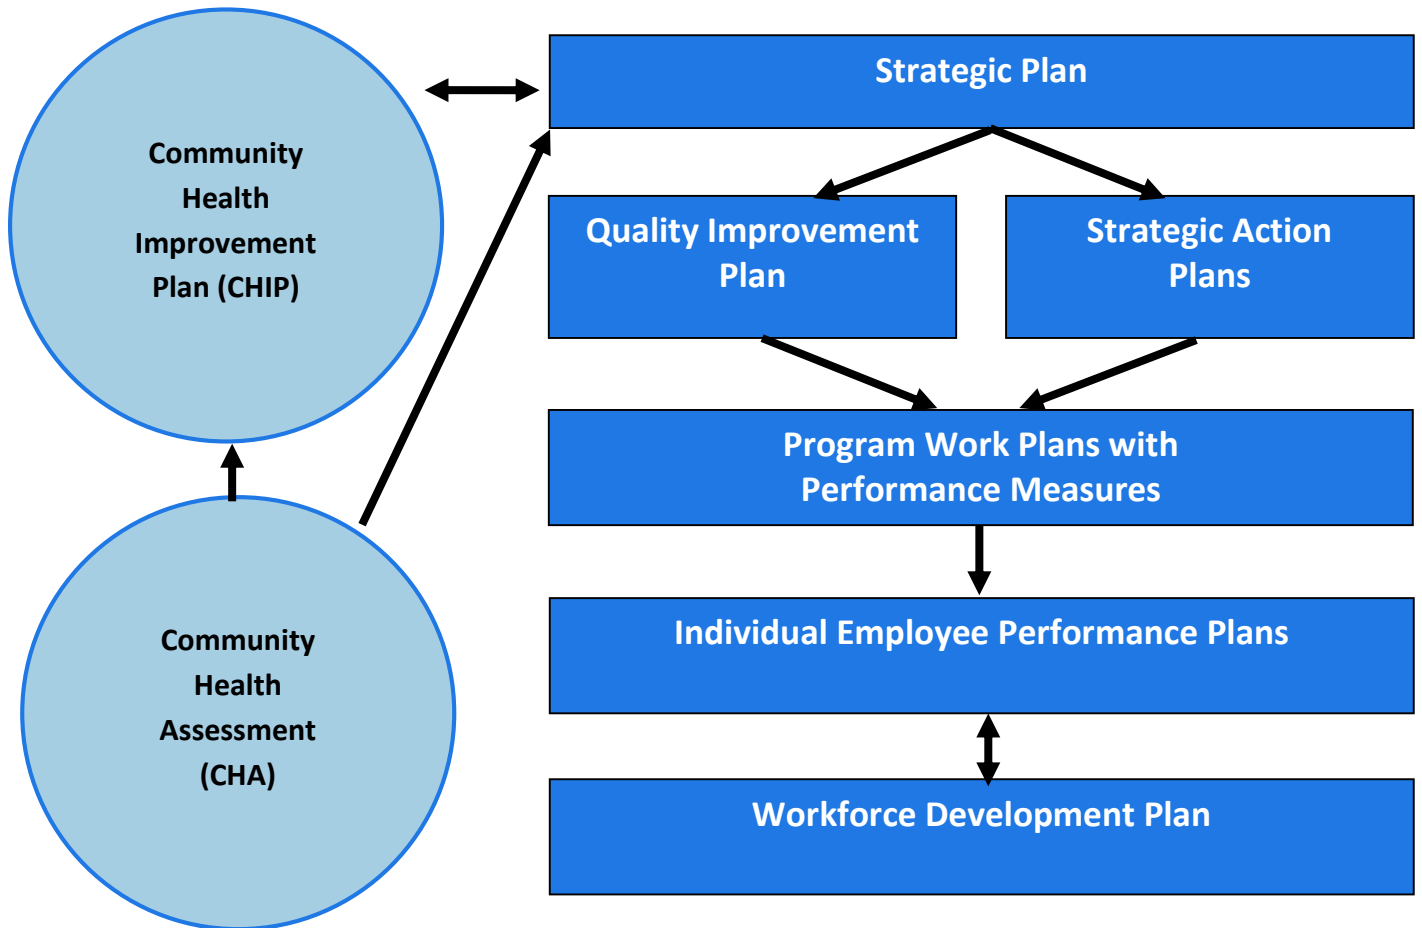 Community
Health
Improvement
Plan (CHIP)
Community
Health
Assessment
(CHA)
Strategic Plan
Quality Improvement
Plan
Strategic Action
Plans
Program Work Plans with
Performance Measures
Individual Employee Performance Plans
Workforce Development Plan